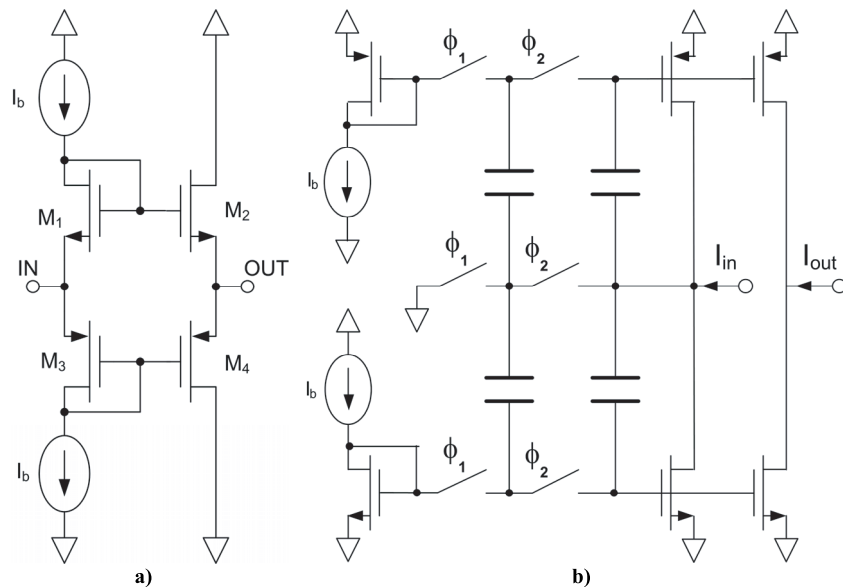 I_b
M_1
M_2
IN
OUT
M_3
M_4
I_b
a)
ϕ_1
ϕ_2
I_b
ϕ_1
ϕ_2
I_in
I_out
I_b
ϕ_1
ϕ_2
b)